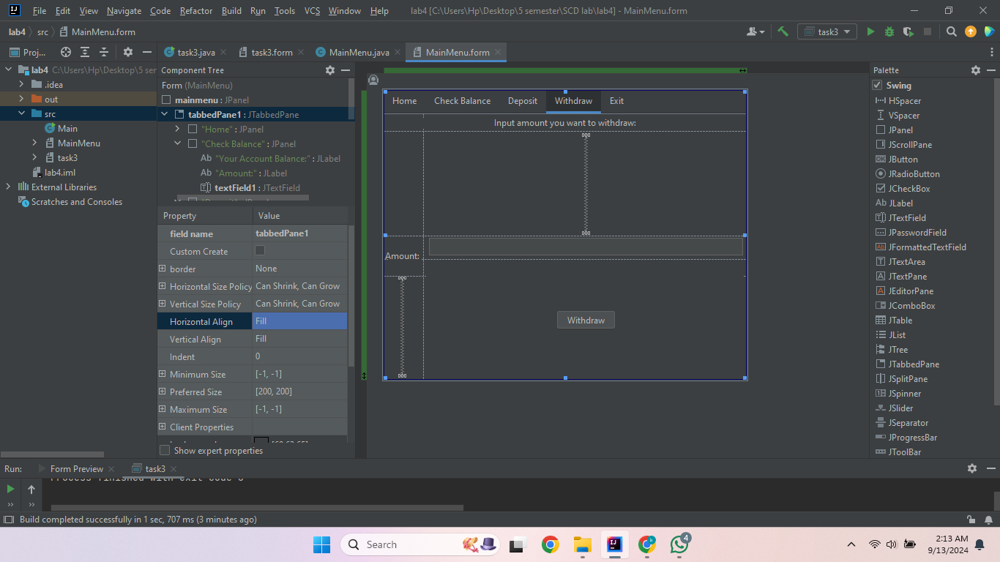 File Edit View Navigate Code Refactor Build Run Tools VCS Window Help lab4 [C:\Users\Hp\Desktop\5 semester\SCD lab\lab4] - MainMenu.form
lab4 src MainMenu.form task3
Proj... task3.java task3.form MainMenu.java MainMenu.form
lab4 C:\Users\Hp\Desktop\5 ser
.idea
out
src
Main
MainMenu
task3
lab4.iml
External Libraries
Scratches and Consoles
Component Tree
Form (MainMenu)
mainmenu : JPanel
tabbedPane1 : JTabbedPane
"Home" : JPanel
"Check Balance" : JPanel
"Your Account Balance:" : JLabel
"Amount:" : JLabel
textField1 : JTextField
Property Value
field name tabbedPane1
Custom Create
border None
Horizontal Size Policy Can Shrink, Can Grow
Vertical Size Policy Can Shrink, Can Grow
Horizontal Align Fill
Vertical Align Fill
Indent 0
Minimum Size [-1, -1]
Preferred Size [200, 200]
Maximum Size [-1, -1]
Client Properties
Show expert properties
Home Check Balance Deposit Withdraw Exit
Input amount you want to withdraw:
Amount:
Withdraw
Palette
Swing
HSpacer
VSpacer
JPanel
JScrollPane
JButton
JRadioButton
JCheckBox
JLabel
JTextField
JPasswordField
JFormattedTextField
JTextArea
JTextPane
JEditorPane
JComboBox
JTable
JList
JTree
JTabbedPane
JSplitPane
JSpinner
JSlider
JSeparator
JProgressBar
JToolBar
Run: Form Preview task3
Process finished with exit code 0
Build completed successfully in 1 sec, 707 ms (3 minutes ago)
Search 4 2:13 AM
9/13/2024